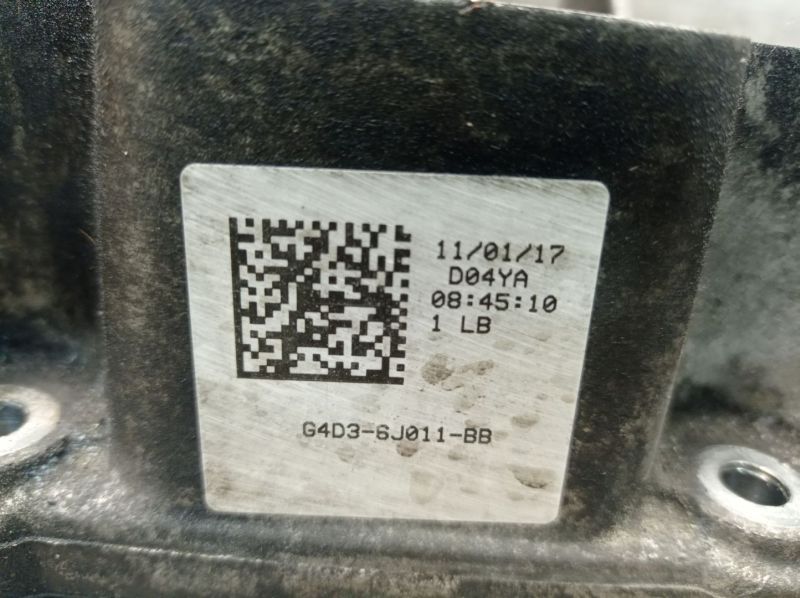 11/01/17
D04YA
08:45:10
1 LB
G4D3-6J011-BB